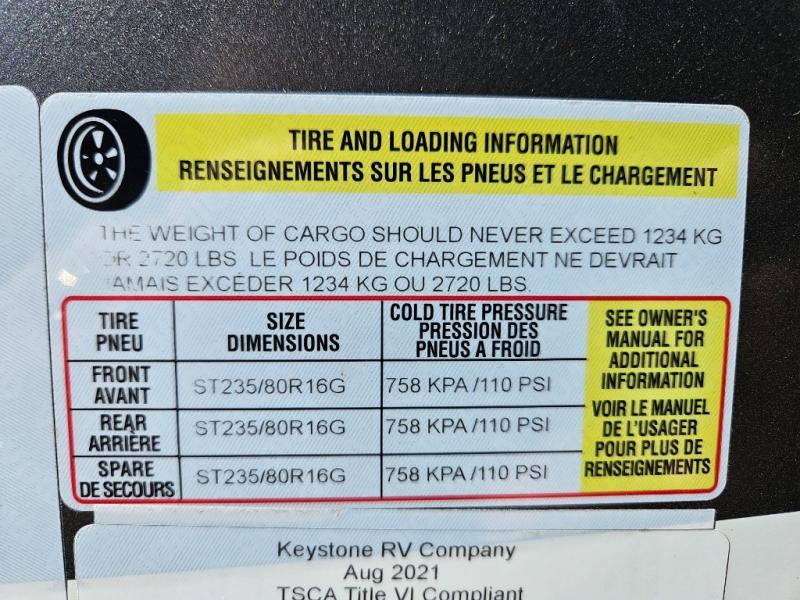 TIRE AND LOADING INFORMATION
RENSEIGNEMENTS SUR LES PNEUS ET LE CHARGEMENT
THE WEIGHT OF CARGO SHOULD NEVER EXCEED 1234 KG
OR 2720 LBS. LE POIDS DE CHARGEMENT NE DEVRAIT
JAMAIS EXCÉDER 1234 KG OU 2720 LBS.
TIRE
PNEU
SIZE
DIMENSIONS
COLD TIRE PRESSURE
PRESSION DES
PNEUS A FROID
FRONT
AVANT
ST235/80R16G
758 KPA /110 PSI
REAR
ARRIÈRE
ST235/80R16G
758 KPA /110 PSI
SPARE
DE SECOURS
ST235/80R16G
758 KPA /110 PSI
SEE OWNER'S
MANUAL FOR
ADDITIONAL
INFORMATION
VOIR LE MANUEL
DE L'USAGER
POUR PLUS DE
RENSEIGNEMENTS
Keystone RV Company
Aug 2021
TSCA Title VI Compliant